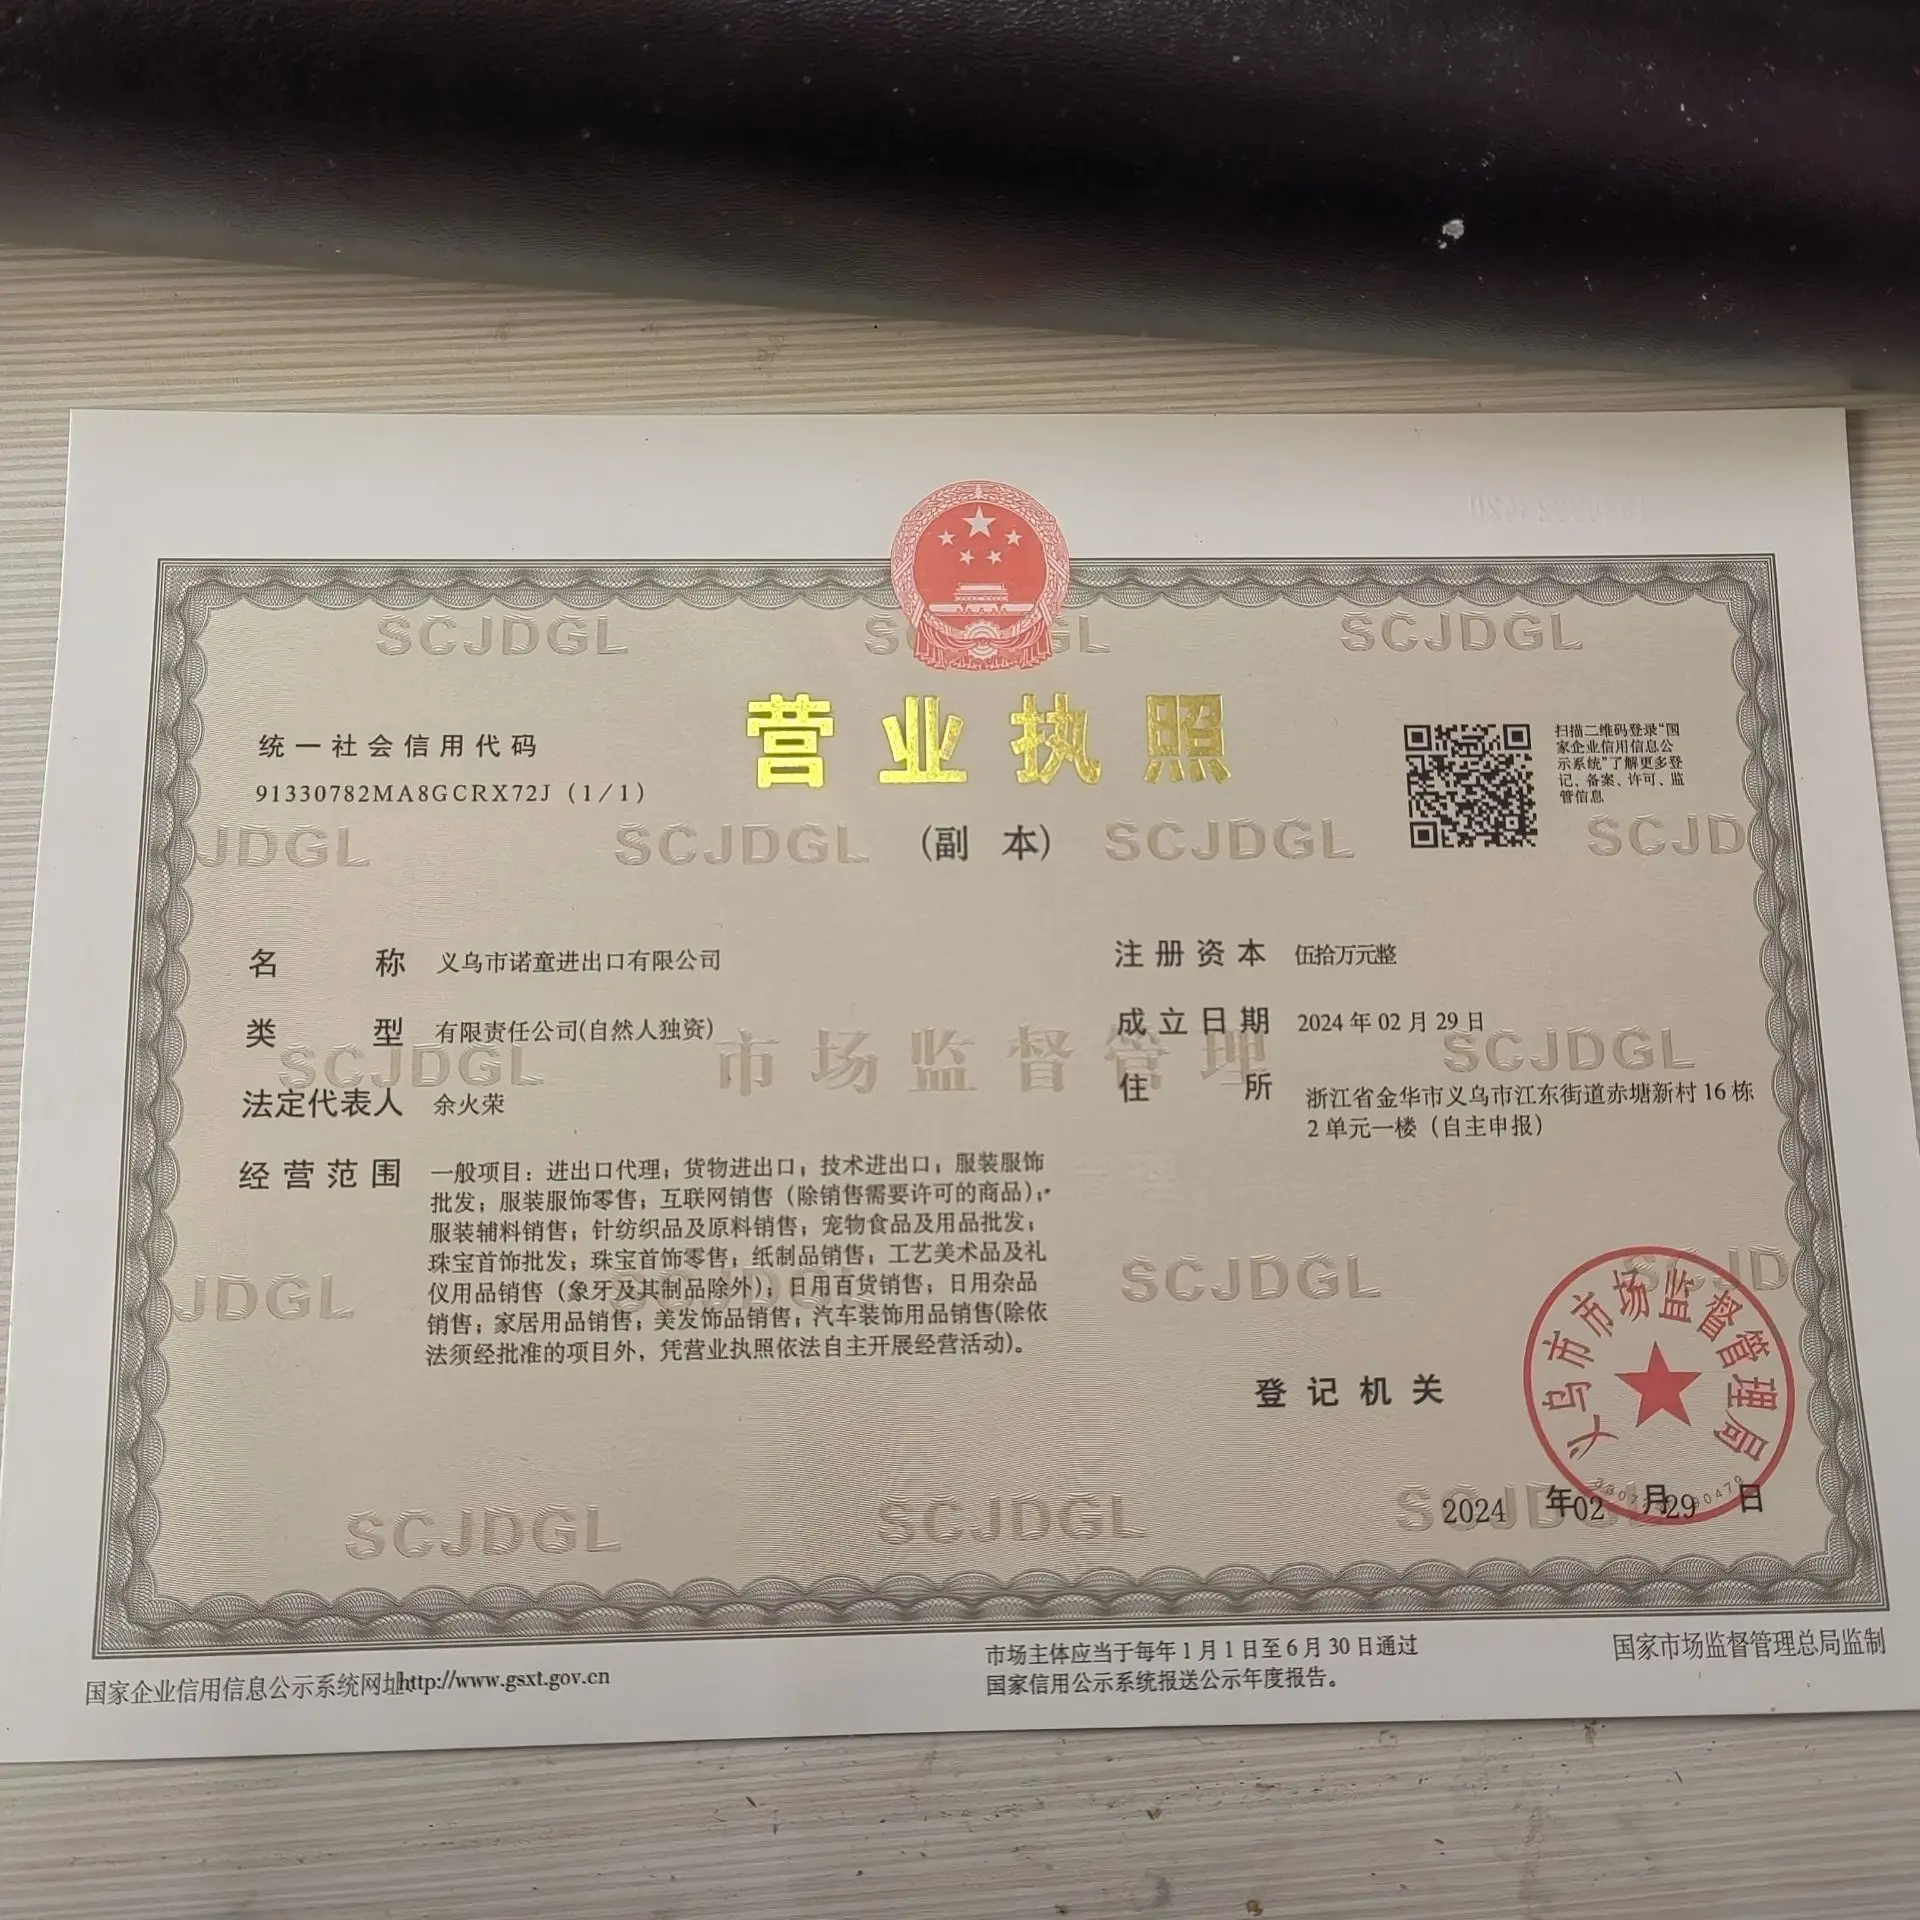 SCJDGL
SCJDGL
营业执照
(副 本)
统一社会信用代码
91330782MA8GCRX72J (1/1)
扫描二维码登录“国
家企业信用信息公
示系统”了解更多登
记、备案、许可、监
管信息
JDGL
SCJDGL
SCJDGL
SCJD
名 称 义乌市诺童进出口有限公司
类 型 有限责任公司(自然人独资)
法定代表人 余火荣
经营范围 一般项目：进出口代理；货物进出口；技术进出口；服装服饰
批发；服装服饰零售；互联网销售（除销售需要许可的商品）；
服装辅料销售；针纺织品及原料销售；宠物食品及用品批发；
珠宝首饰批发；珠宝首饰零售；纸制品销售；工艺美术品及礼
仪用品销售（象牙及其制品除外）；日用百货销售；日用杂品
销售；家居用品销售；美发饰品销售；汽车装饰用品销售(除依
法须经批准的项目外，凭营业执照依法自主开展经营活动)。
注册资本 伍拾万元整
成立日期 2024 年 02 月 29 日
住 所 浙江省金华市义乌市江东街道赤塘新村 16 栋
2 单元一楼（自主申报）
SCJDGL
市场监督管理
SCJDGL
JDGL
SCJDGL
登记机关
义乌市市场监督管理局
2024 年 02 月 29 日
SCJDGL
SCJDGL
国家企业信用信息公示系统网址:http://www.gsxt.gov.cn
市场主体应当于每年 1 月 1 日至 6 月 30 日通过
国家信用公示系统报送公示年度报告。
国家市场监督管理总局监制